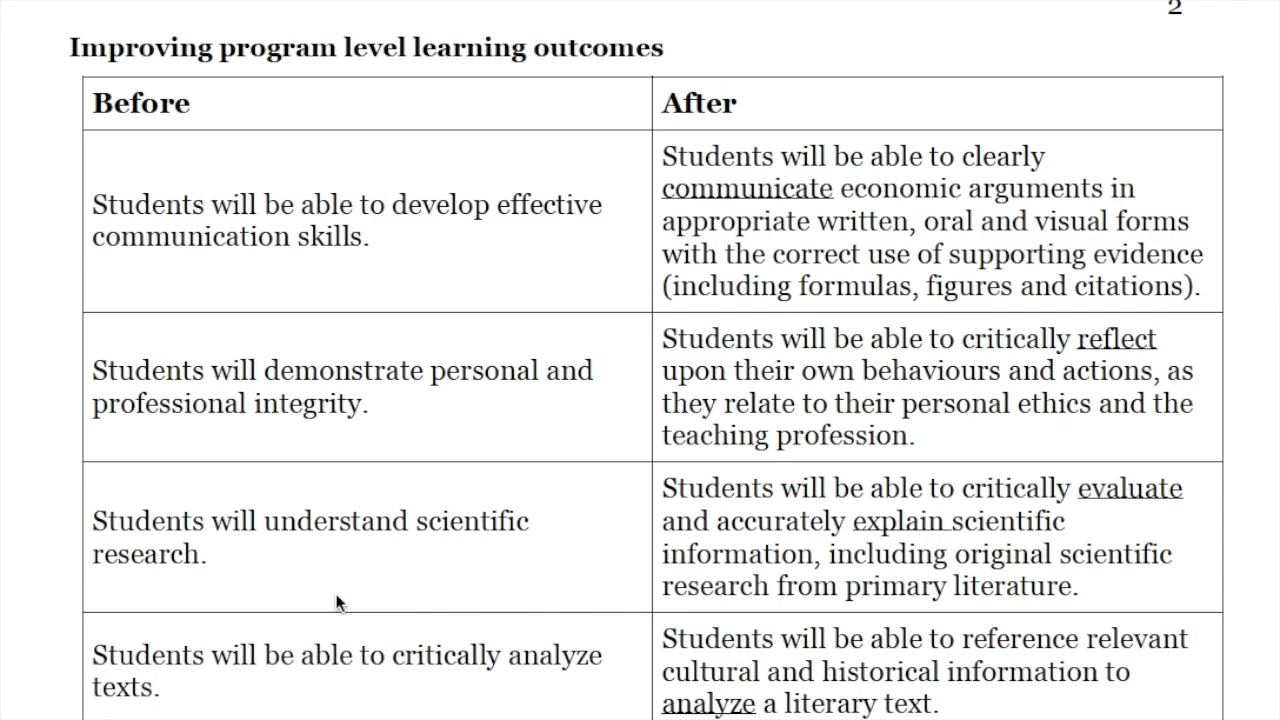 2
Improving program level learning outcomes
Before
After
Students will be able to develop effective
communication skills.
Students will be able to clearly
communicate economic arguments in
appropriate written, oral and visual forms
with the correct use of supporting evidence
(including formulas, figures and citations).
Students will demonstrate personal and
professional integrity.
Students will be able to critically reflect
upon their own behaviours and actions, as
they relate to their personal ethics and the
teaching profession.
Students will understand scientific
research.
Students will be able to critically evaluate
and accurately explain scientific
information, including original scientific
research from primary literature.
Students will be able to critically analyze
texts.
Students will be able to reference relevant
cultural and historical information to
analyze a literary text.